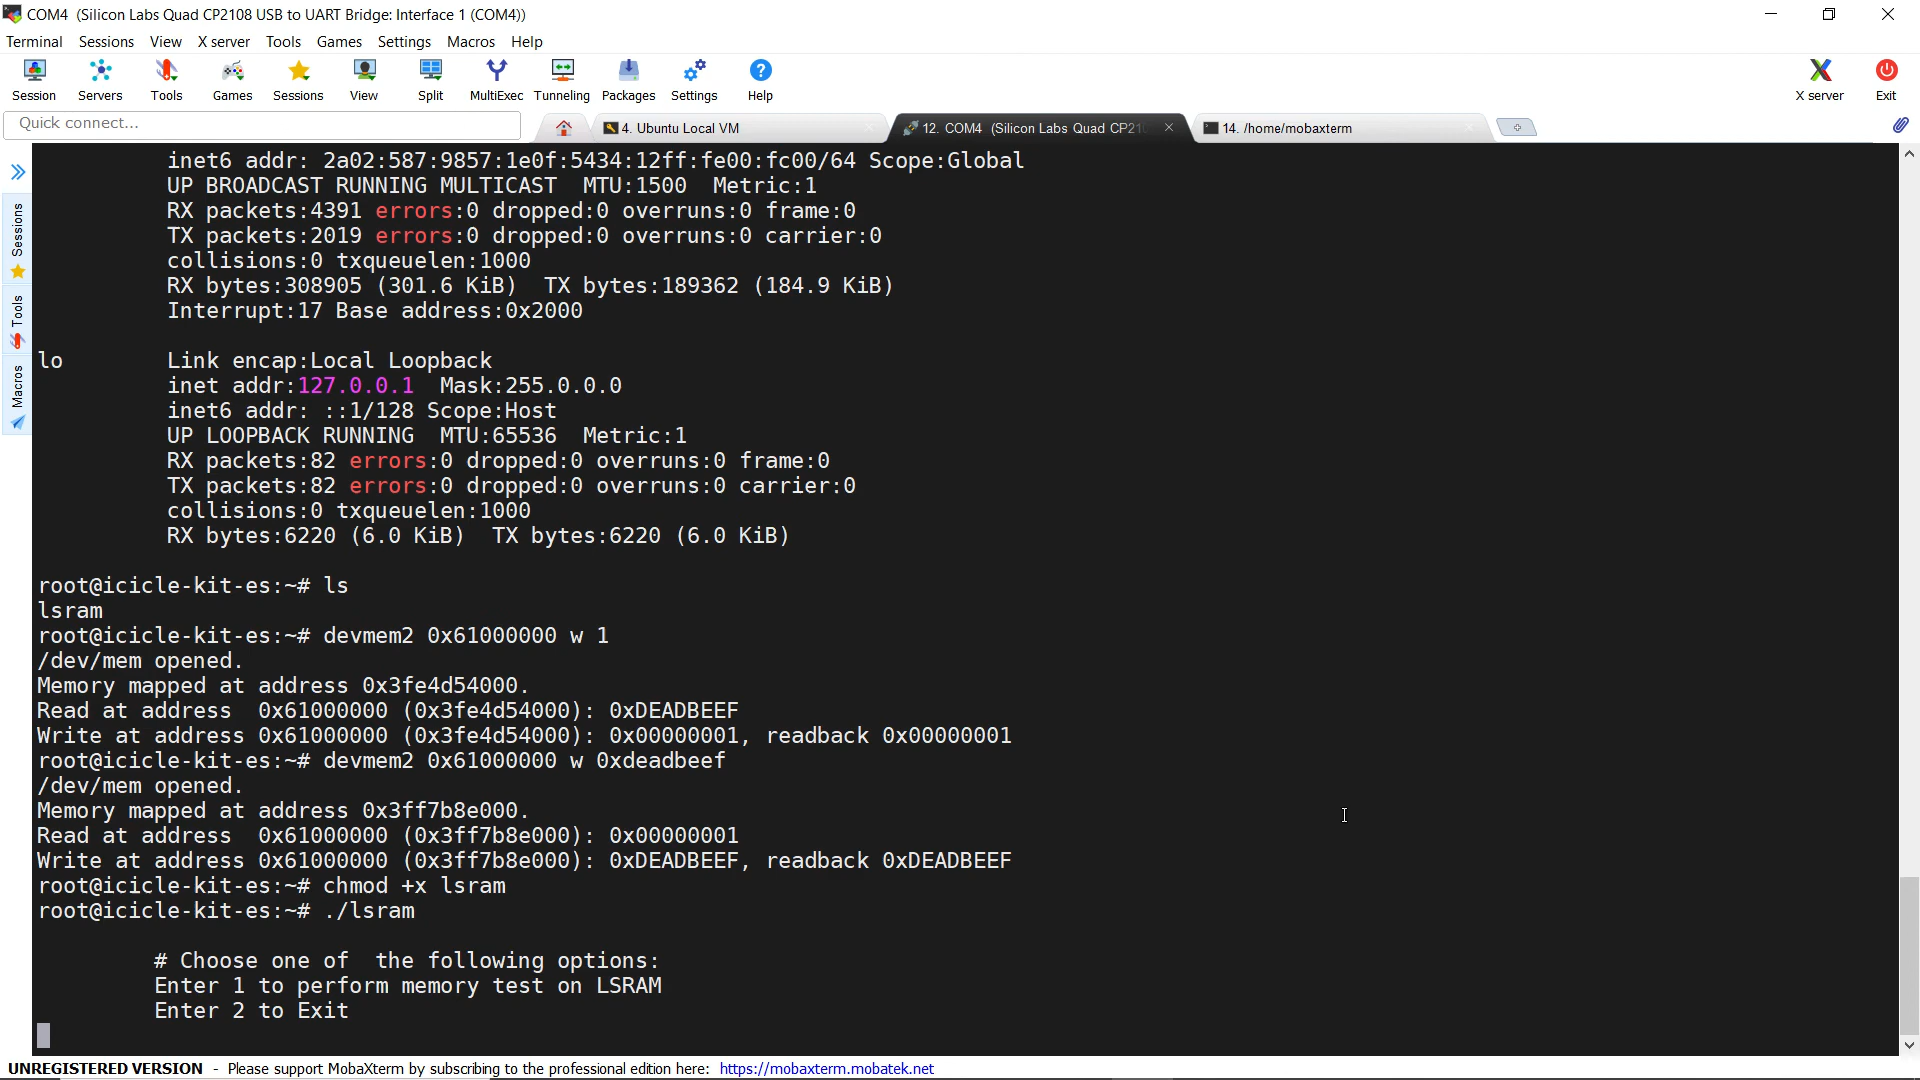 COM4  (Silicon Labs Quad CP2108 USB to UART Bridge: Interface 1 (COM4))
Terminal Sessions View X server Tools Games Settings Macros Help
Session Servers Tools Games Sessions View Split MultiExec Tunneling Packages Settings Help X server Exit
Quick connect...
4. Ubuntu Local VM
12. COM4  (Silicon Labs Quad CP21
14. /home/mobaxterm
Sessions
Tools
Macros
inet6 addr: 2a02:587:9857:1e0f:5434:12ff:fe00:fc00/64 Scope:Global
UP BROADCAST RUNNING MULTICAST  MTU:1500  Metric:1
RX packets:4391 errors:0 dropped:0 overruns:0 frame:0
TX packets:2019 errors:0 dropped:0 overruns:0 carrier:0
collisions:0 txqueuelen:1000
RX bytes:308905 (301.6 KiB)  TX bytes:189362 (184.9 KiB)
Interrupt:17 Base address:0x2000
lo        Link encap:Local Loopback
inet addr:127.0.0.1  Mask:255.0.0.0
inet6 addr: ::1/128 Scope:Host
UP LOOPBACK RUNNING  MTU:65536  Metric:1
RX packets:82 errors:0 dropped:0 overruns:0 frame:0
TX packets:82 errors:0 dropped:0 overruns:0 carrier:0
collisions:0 txqueuelen:1000
RX bytes:6220 (6.0 KiB)  TX bytes:6220 (6.0 KiB)
root@icicle-kit-es:~# ls
lsram
root@icicle-kit-es:~# devmem2 0x61000000 w 1
/dev/mem opened.
Memory mapped at address 0x3fe4d54000.
Read at address  0x61000000 (0x3fe4d54000): 0xDEADBEEF
Write at address 0x61000000 (0x3fe4d54000): 0x00000001, readback 0x00000001
root@icicle-kit-es:~# devmem2 0x61000000 w 0xdeadbeef
/dev/mem opened.
Memory mapped at address 0x3ff7b8e000.
Read at address  0x61000000 (0x3ff7b8e000): 0x00000001
Write at address 0x61000000 (0x3ff7b8e000): 0xDEADBEEF, readback 0xDEADBEEF
root@icicle-kit-es:~# chmod +x lsram
root@icicle-kit-es:~# ./lsram
# Choose one of  the following options:
Enter 1 to perform memory test on LSRAM
Enter 2 to Exit
UNREGISTERED VERSION  -  Please support MobaXterm by subscribing to the professional edition here:  https://mobaxterm.mobatek.net